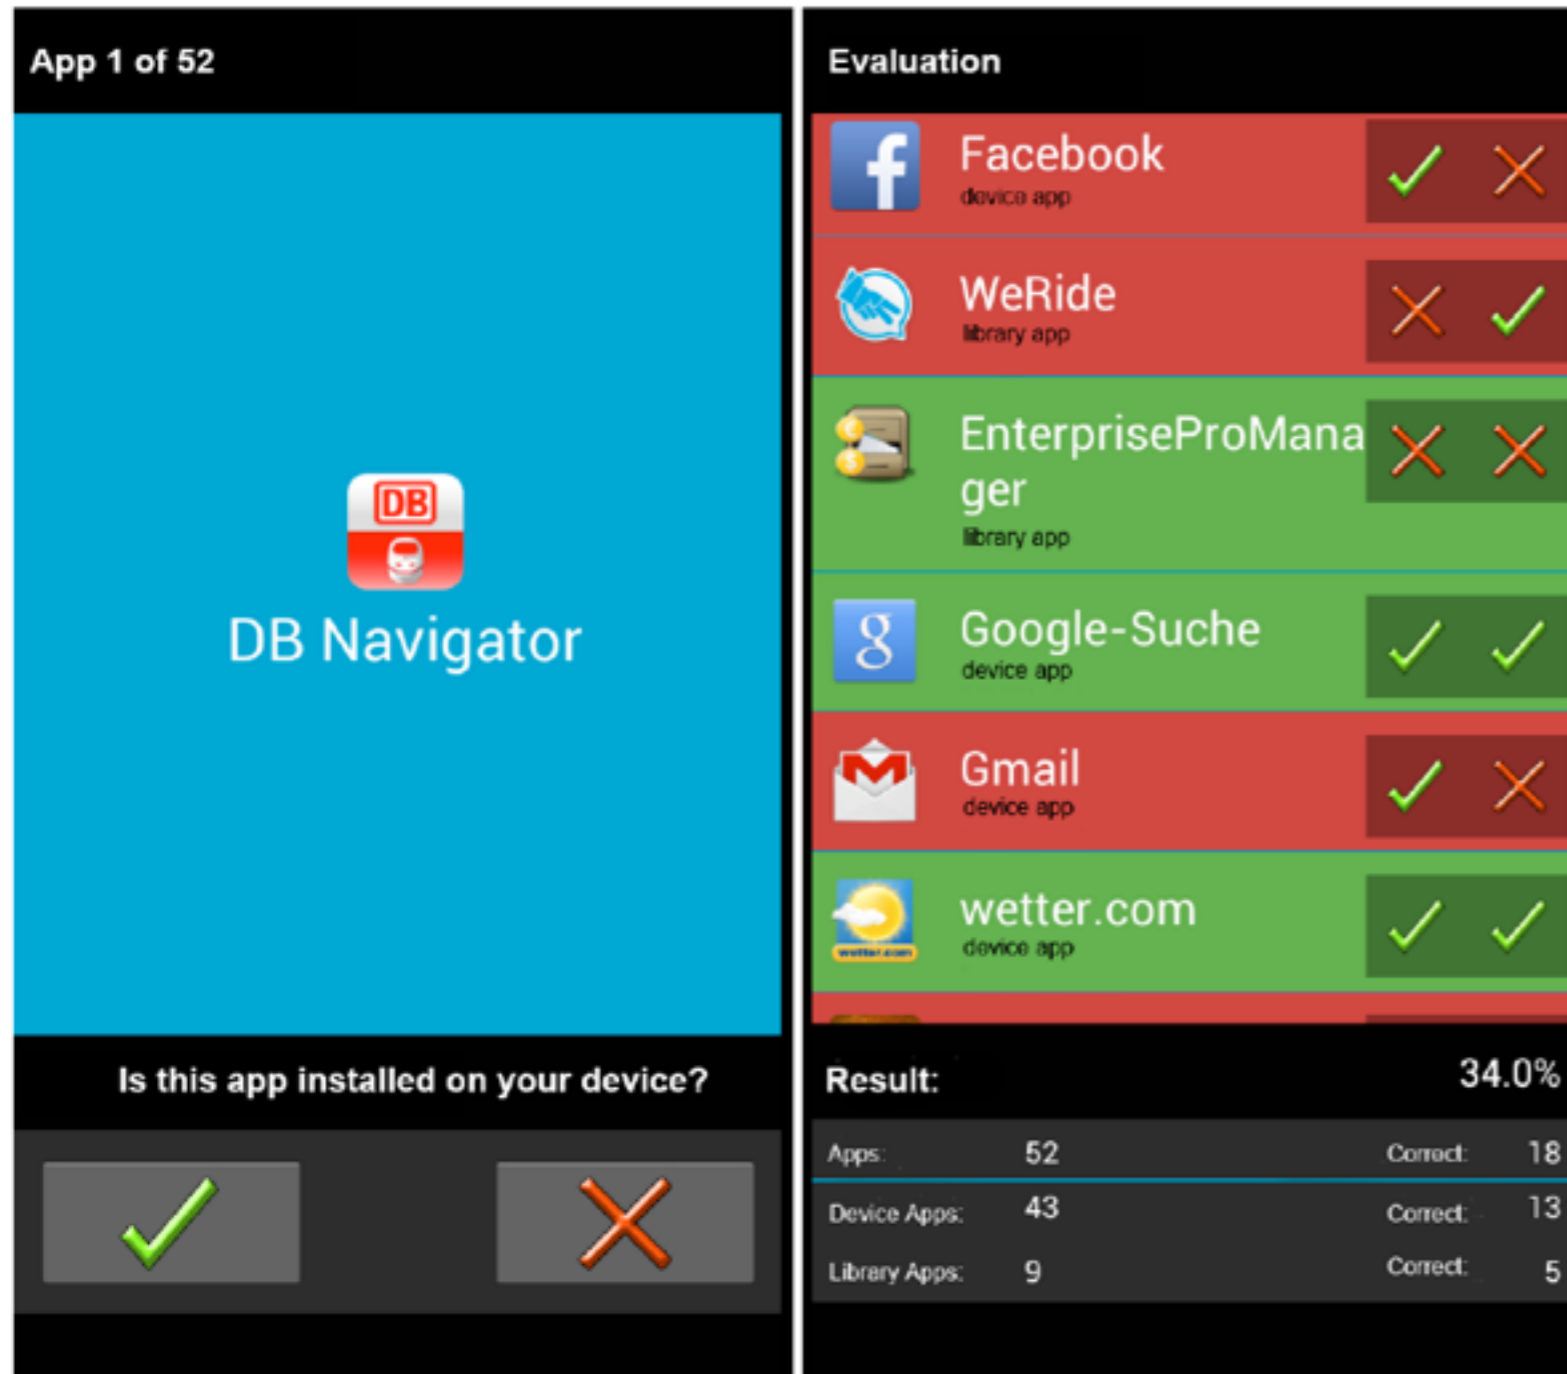 App 1 of 52
DB
DB Navigator
Is this app installed on your device?
Evaluation
f
Facebook
device app
WeRide
library app
EnterpriseProMana
ger
library app
g
Google-Suche
device app
Gmail
device app
wetter.com
wetter.com
device app
Result: 34.0%
Apps: 52 Correct: 18
Device Apps: 43 Correct: 13
Library Apps: 9 Correct: 5